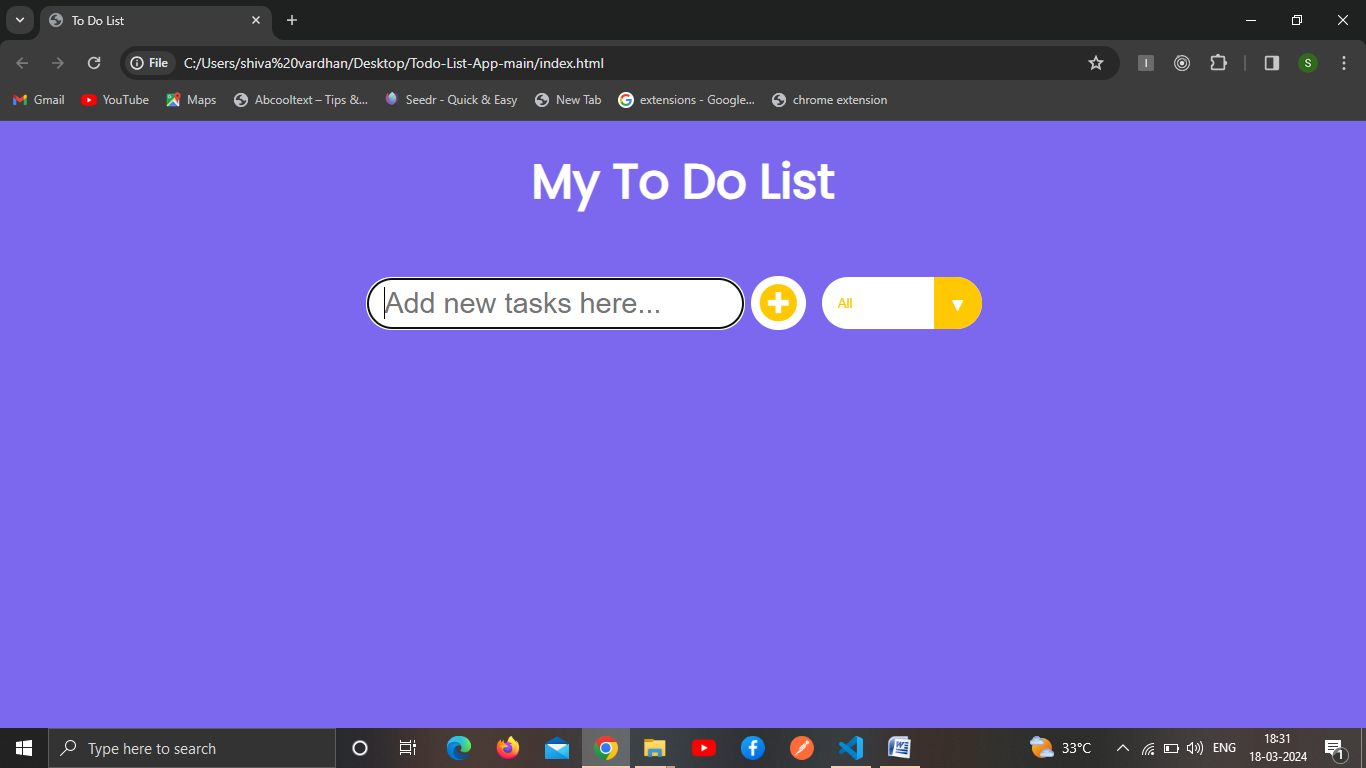 To Do List
File
C:/Users/shiva%20vardhan/Desktop/Todo-List-App-main/index.html
I
S
Gmail
YouTube
Maps
Abcooltext – Tips &...
Seedr - Quick & Easy
New Tab
extensions - Google...
chrome extension
My To Do List
Add new tasks here...
All
Type here to search
33°C
ENG
18:31
18-03-2024
1